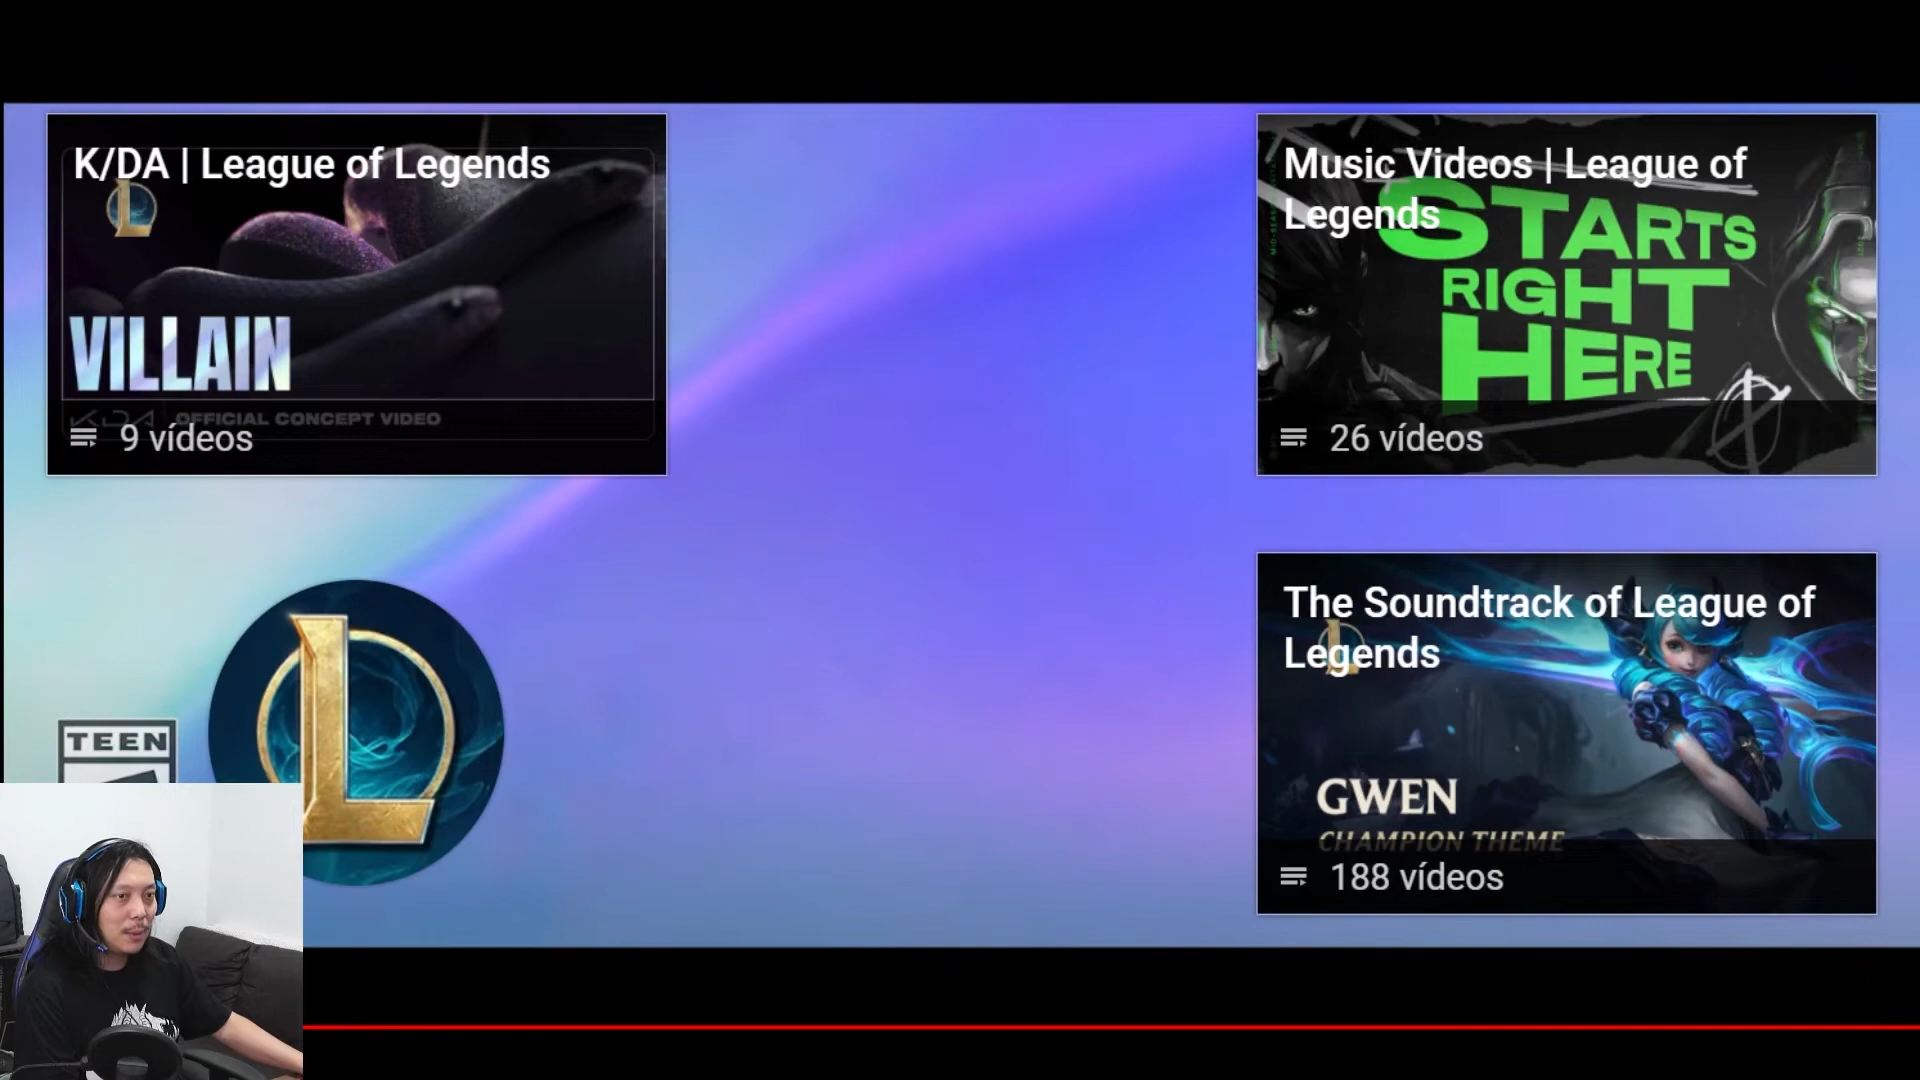 K/DA | League of Legends
VILLAIN
K/DA OFFICIAL CONCEPT VIDEO
9 vídeos
Music Videos | League of
Legends
STARTS
RIGHT
HERE
26 vídeos
The Soundtrack of League of
Legends
GWEN
CHAMPION THEME
188 vídeos
TEEN